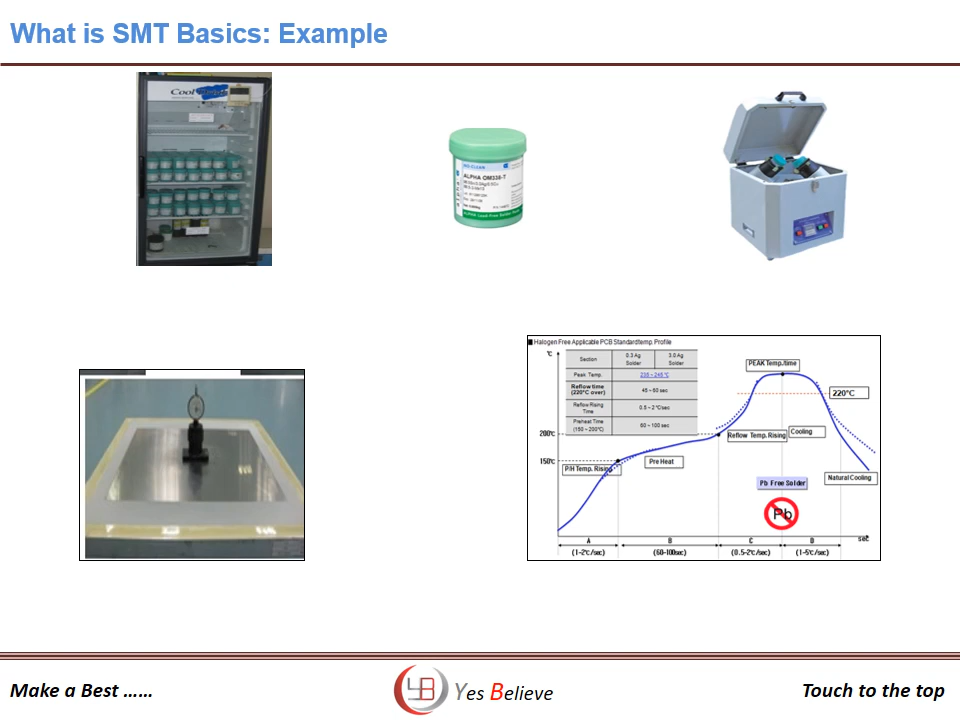 What is SMT Basics: Example
Cool
ALPHA OM338-T
Halogen Free Applicable PCB Standard temp. Profile
℃
Section
0.3 Ag Solder
3.0 Ag Solder
Peak Temp.
235 ~ 245 ℃
Reflow time
(220℃ over)
45 ~ 60 sec
Reflow Rising
Time
0.5 ~ 2 ℃/sec
Preheat Time
(150 ~ 200℃)
60 ~ 100 sec
PEAK Temp./time
220°C
200℃
Reflow Temp. Rising
Cooling
150℃
P/H Temp. Rising
Pre Heat
Natural Cooling
Pb Free Solder
Pb
sec
A
B
C
D
(1~2℃/sec)
(60~100sec)
(0.5~2℃/sec)
(1~5℃/sec)
Make a Best ......
Yes Believe
Touch to the top